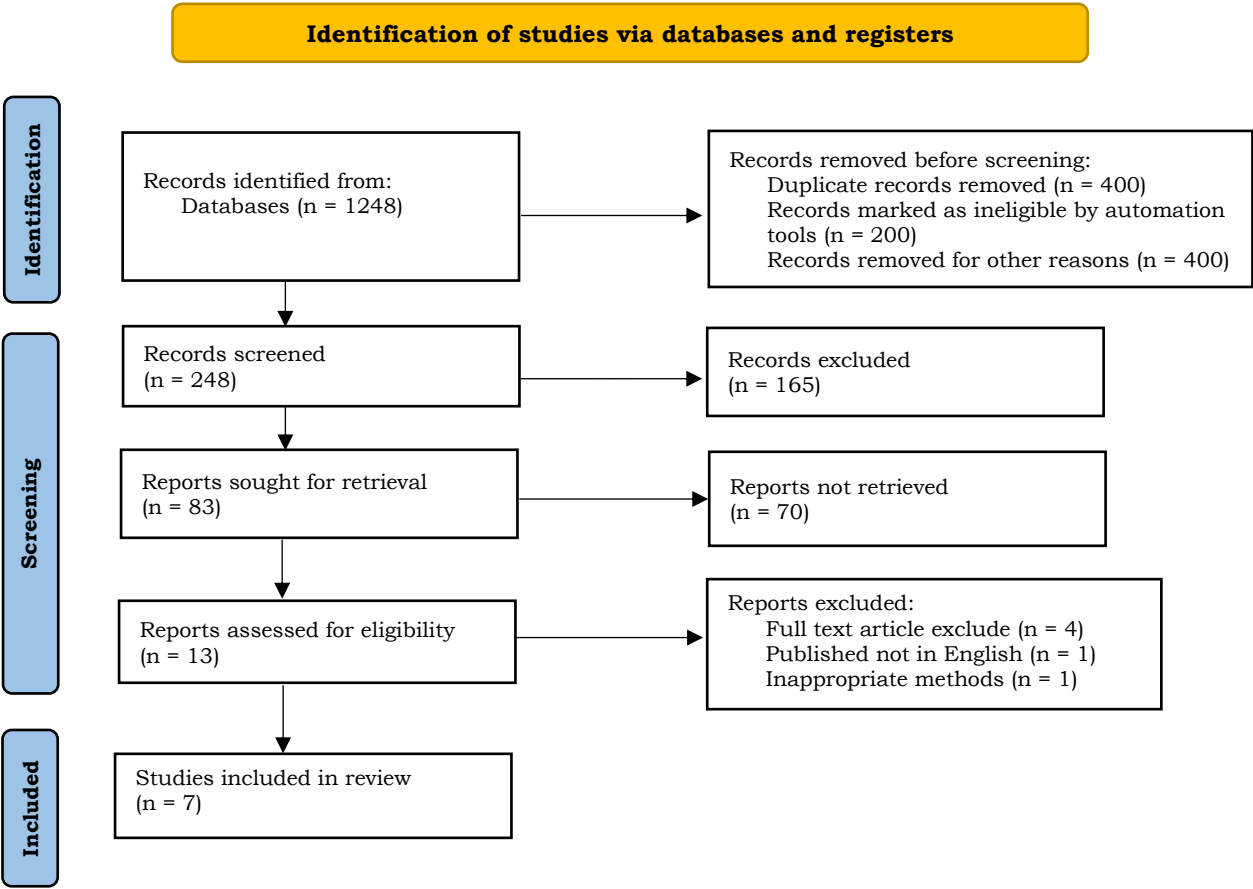 Identification of studies via databases and registers
Identification
Records identified from:
Databases (n = 1248)
Records removed before screening:
Duplicate records removed (n = 400)
Records marked as ineligible by automation
tools (n = 200)
Records removed for other reasons (n = 400)
Screening
Records screened
(n = 248)
Records excluded
(n = 165)
Reports sought for retrieval
(n = 83)
Reports not retrieved
(n = 70)
Reports assessed for eligibility
(n = 13)
Reports excluded:
Full text article exclude (n = 4)
Published not in English (n = 1)
Inappropriate methods (n = 1)
Included
Studies included in review
(n = 7)